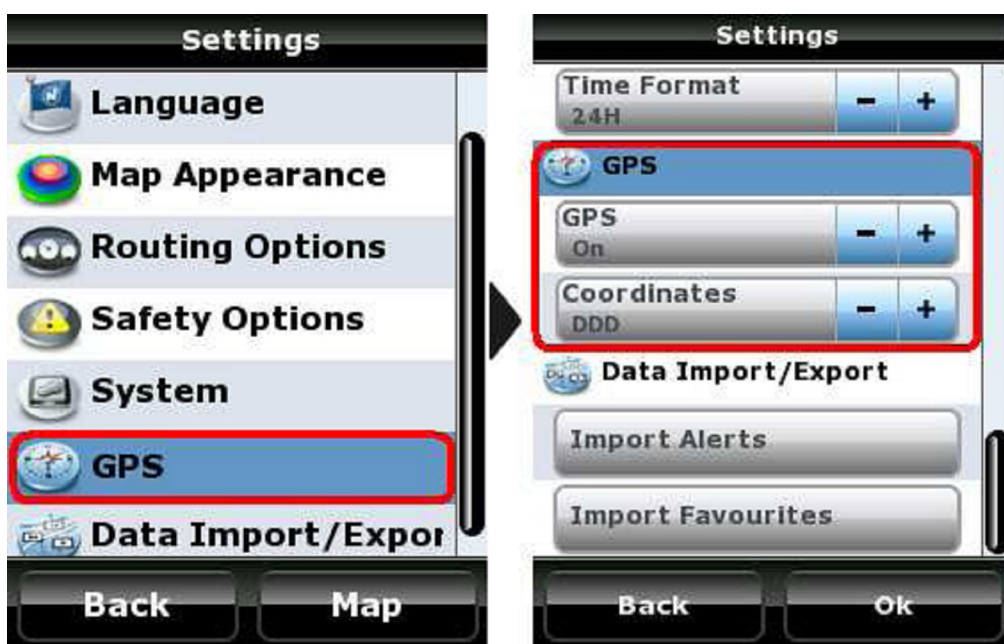 Settings
Language
Map Appearance
Routing Options
Safety Options
System
GPS
Data Import/Expor
Back Map
Settings
Time Format
24H
- +
GPS
GPS
On
- +
Coordinates
DDD
- +
Data Import/Export
Import Alerts
Import Favourites
Back Ok